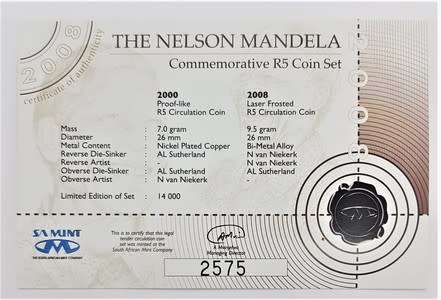 2008
certificate of authenticity
THE NELSON MANDELA
Commemorative R5 Coin Set
2000 2008
Proof-like Laser Frosted
R5 Circulation Coin R5 Circulation Coin
Mass : 7.0 gram 9.5 gram
Diameter : 26 mm 26 mm
Metal Content : Nickel Plated Copper Bi-Metal Alloy
Reverse Die-Sinker : AL Sutherland N van Niekerk
Reverse Artist : - N van Niekerk
Obverse Die-Sinker : AL Sutherland AL Sutherland
Obverse Artist : N van Niekerk -
Limited Edition of Set : 14 000
SA MINT
THE SOUTH AFRICAN MINT COMPANY
This is to certify that this legal
tender circulation coin
set was minted at the
South African Mint Company
Managing Director
2575